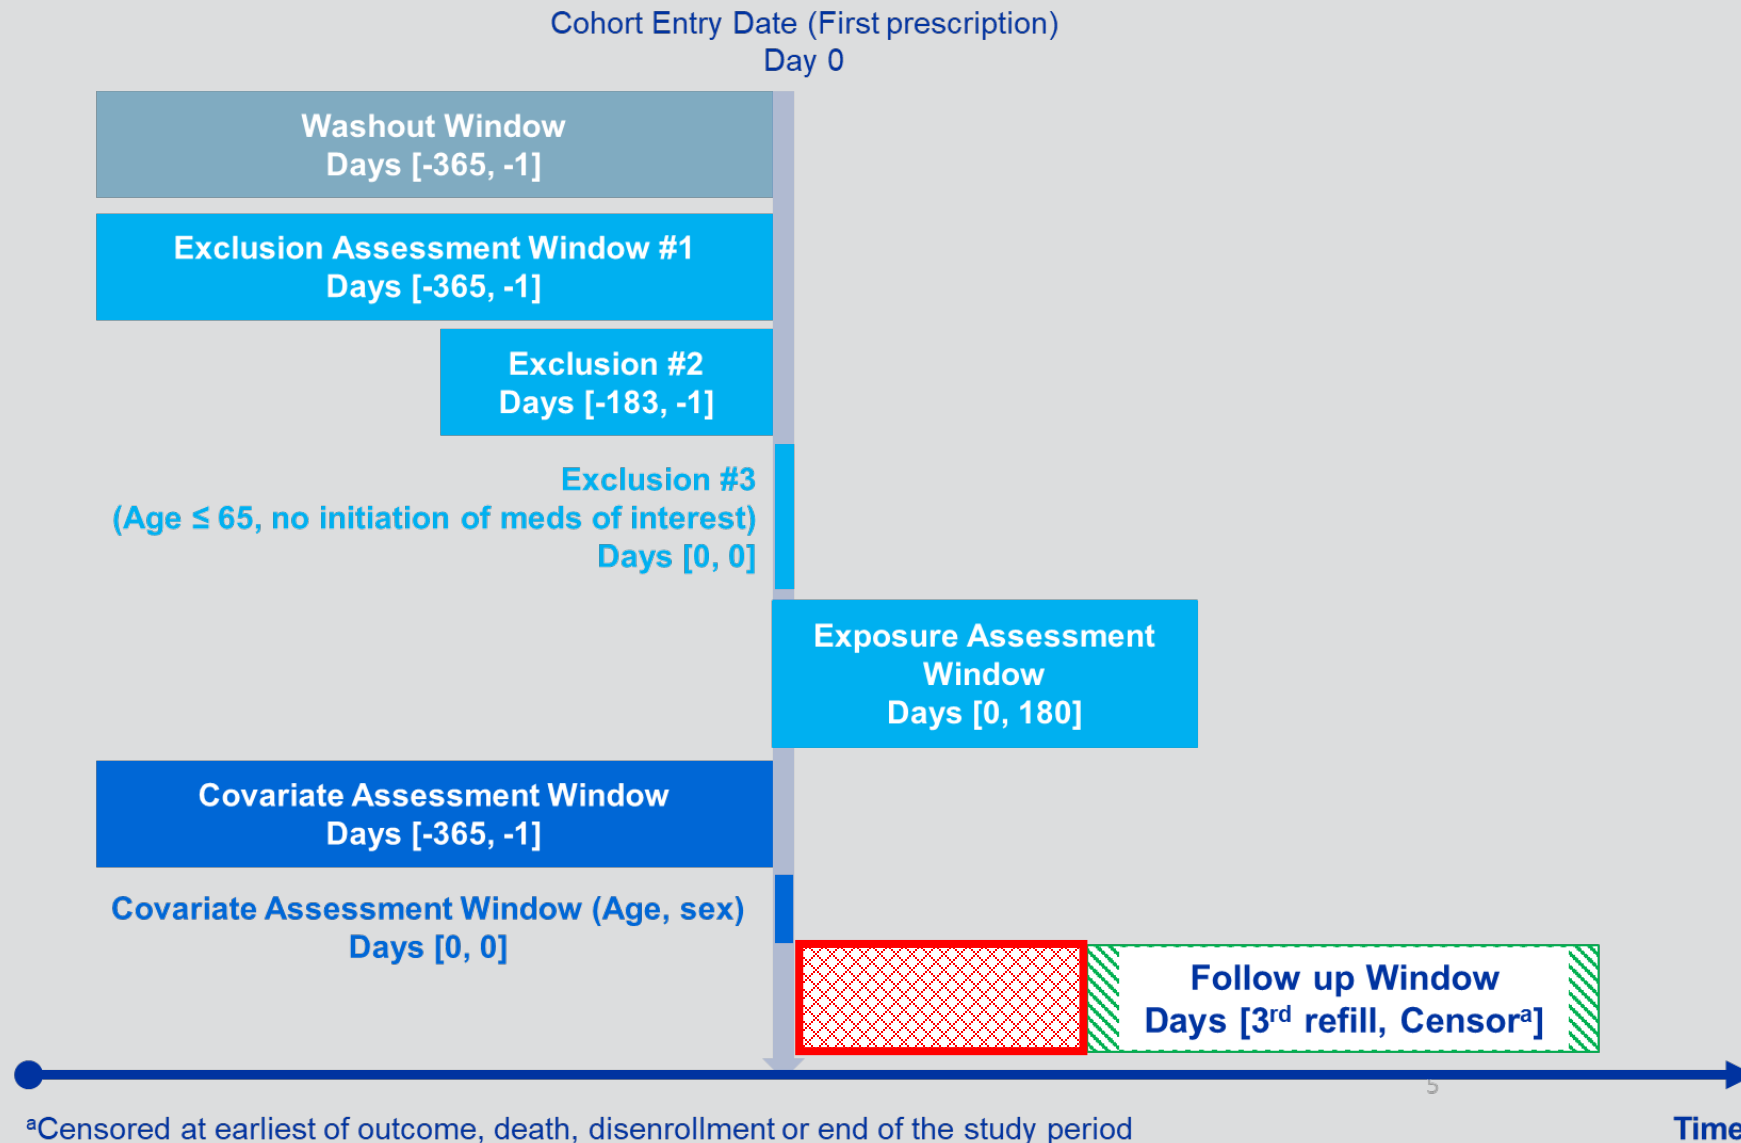 Cohort Entry Date (First prescription)
Day 0
Washout Window
Days [-365, -1]
Exclusion Assessment Window #1
Days [-365, -1]
Exclusion #2
Days [-183, -1]
Exclusion #3
(Age ≤ 65, no initiation of meds of interest)
Days [0, 0]
Exposure Assessment
Window
Days [0, 180]
Covariate Assessment Window
Days [-365, -1]
Covariate Assessment Window (Age, sex)
Days [0, 0]
Follow up Window
Days [3rd refill, Censorᵃ]
5
ᵃCensored at earliest of outcome, death, disenrollment or end of the study period
Time